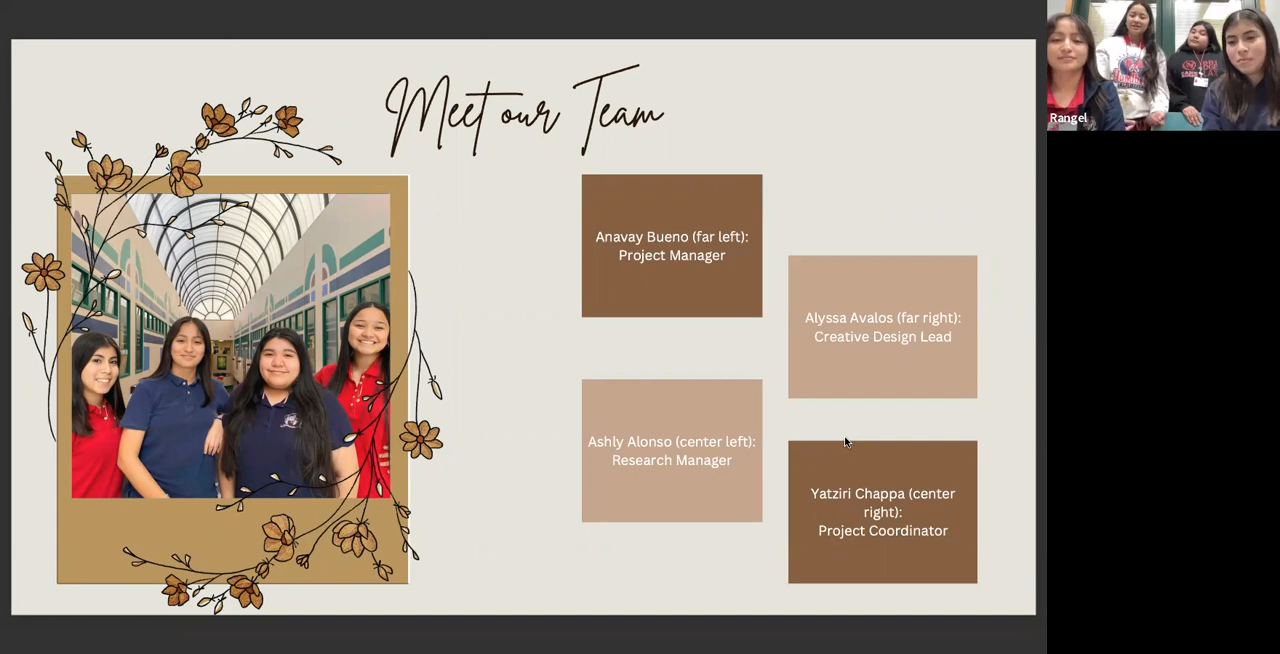 Meet our Team
Anavay Bueno (far left):
Project Manager
Alyssa Avalos (far right):
Creative Design Lead
Ashly Alonso (center left):
Research Manager
Yatziri Chappa (center
right):
Project Coordinator
Rangel